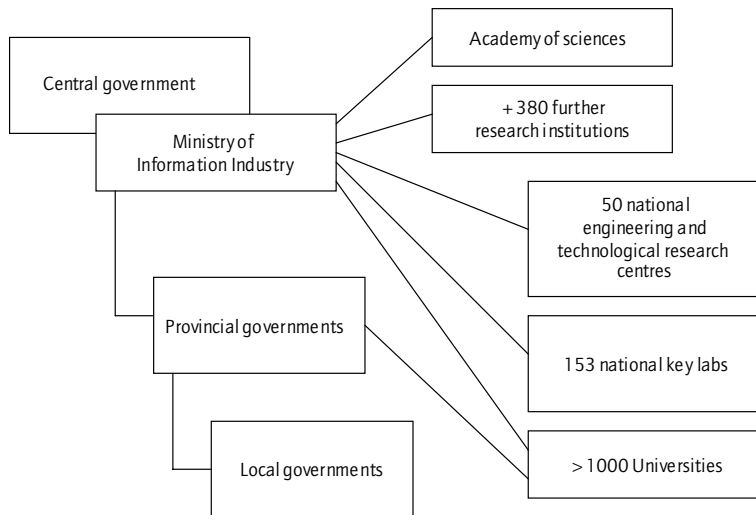 Central government
Ministry of
Information Industry
Provincial governments
Local governments
Academy of sciences
+ 380 further
research institutions
50 national
engineering and
technological research
centres
153 national key labs
> 1000 Universities